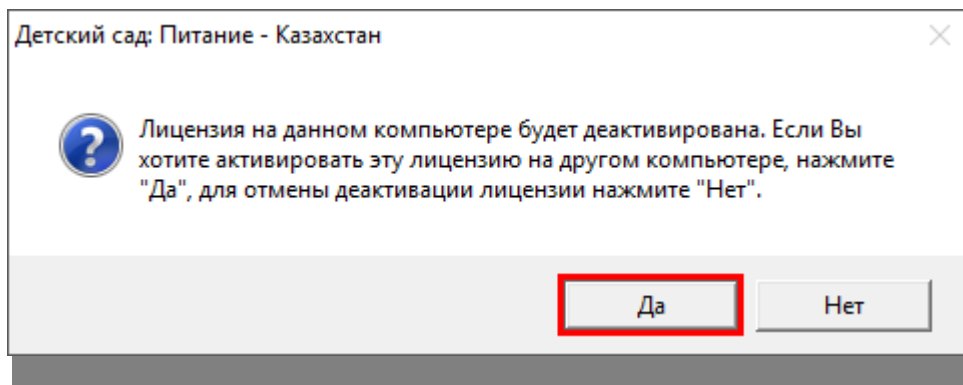 Детский сад: Питание - Казахстан
Лицензия на данном компьютере будет деактивирована. Если Вы
хотите активировать эту лицензию на другом компьютере, нажмите
"Да", для отмены деактивации лицензии нажмите "Нет".
Да
Нет